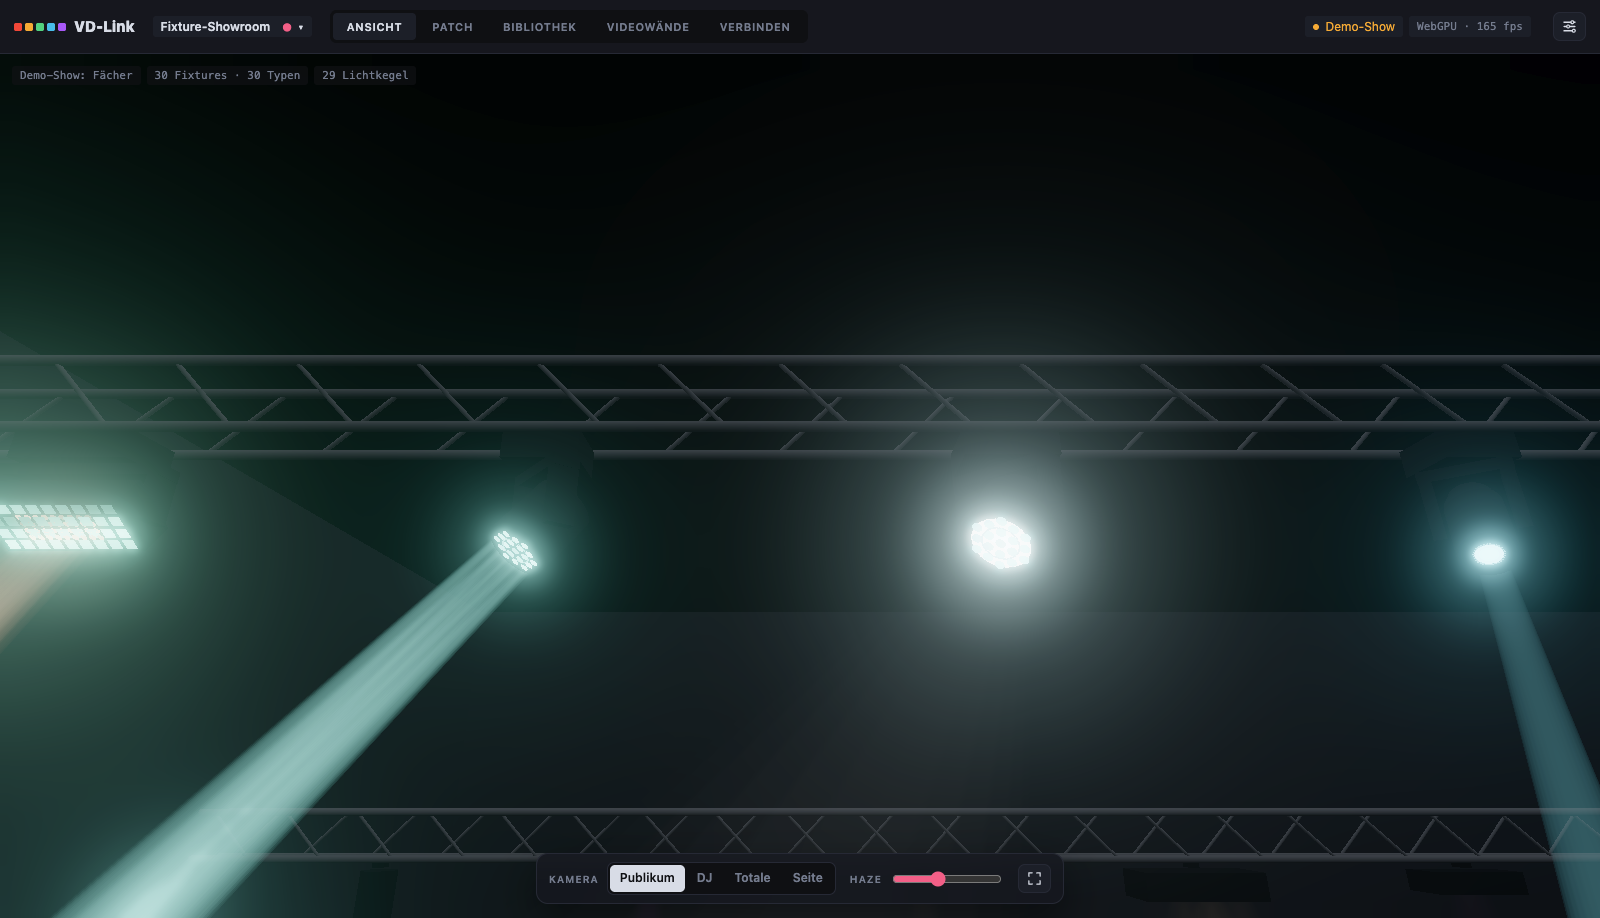 VD-Link Fixture-Showroom ANSICHT PATCH BIBLIOTHEK VIDEOWÄNDE VERBINDEN Demo-Show WebGPU · 165 fps
Demo-Show: Fächer 30 Fixtures · 30 Typen 29 Lichtkegel
KAMERA Publikum DJ Totale Seite HAZE